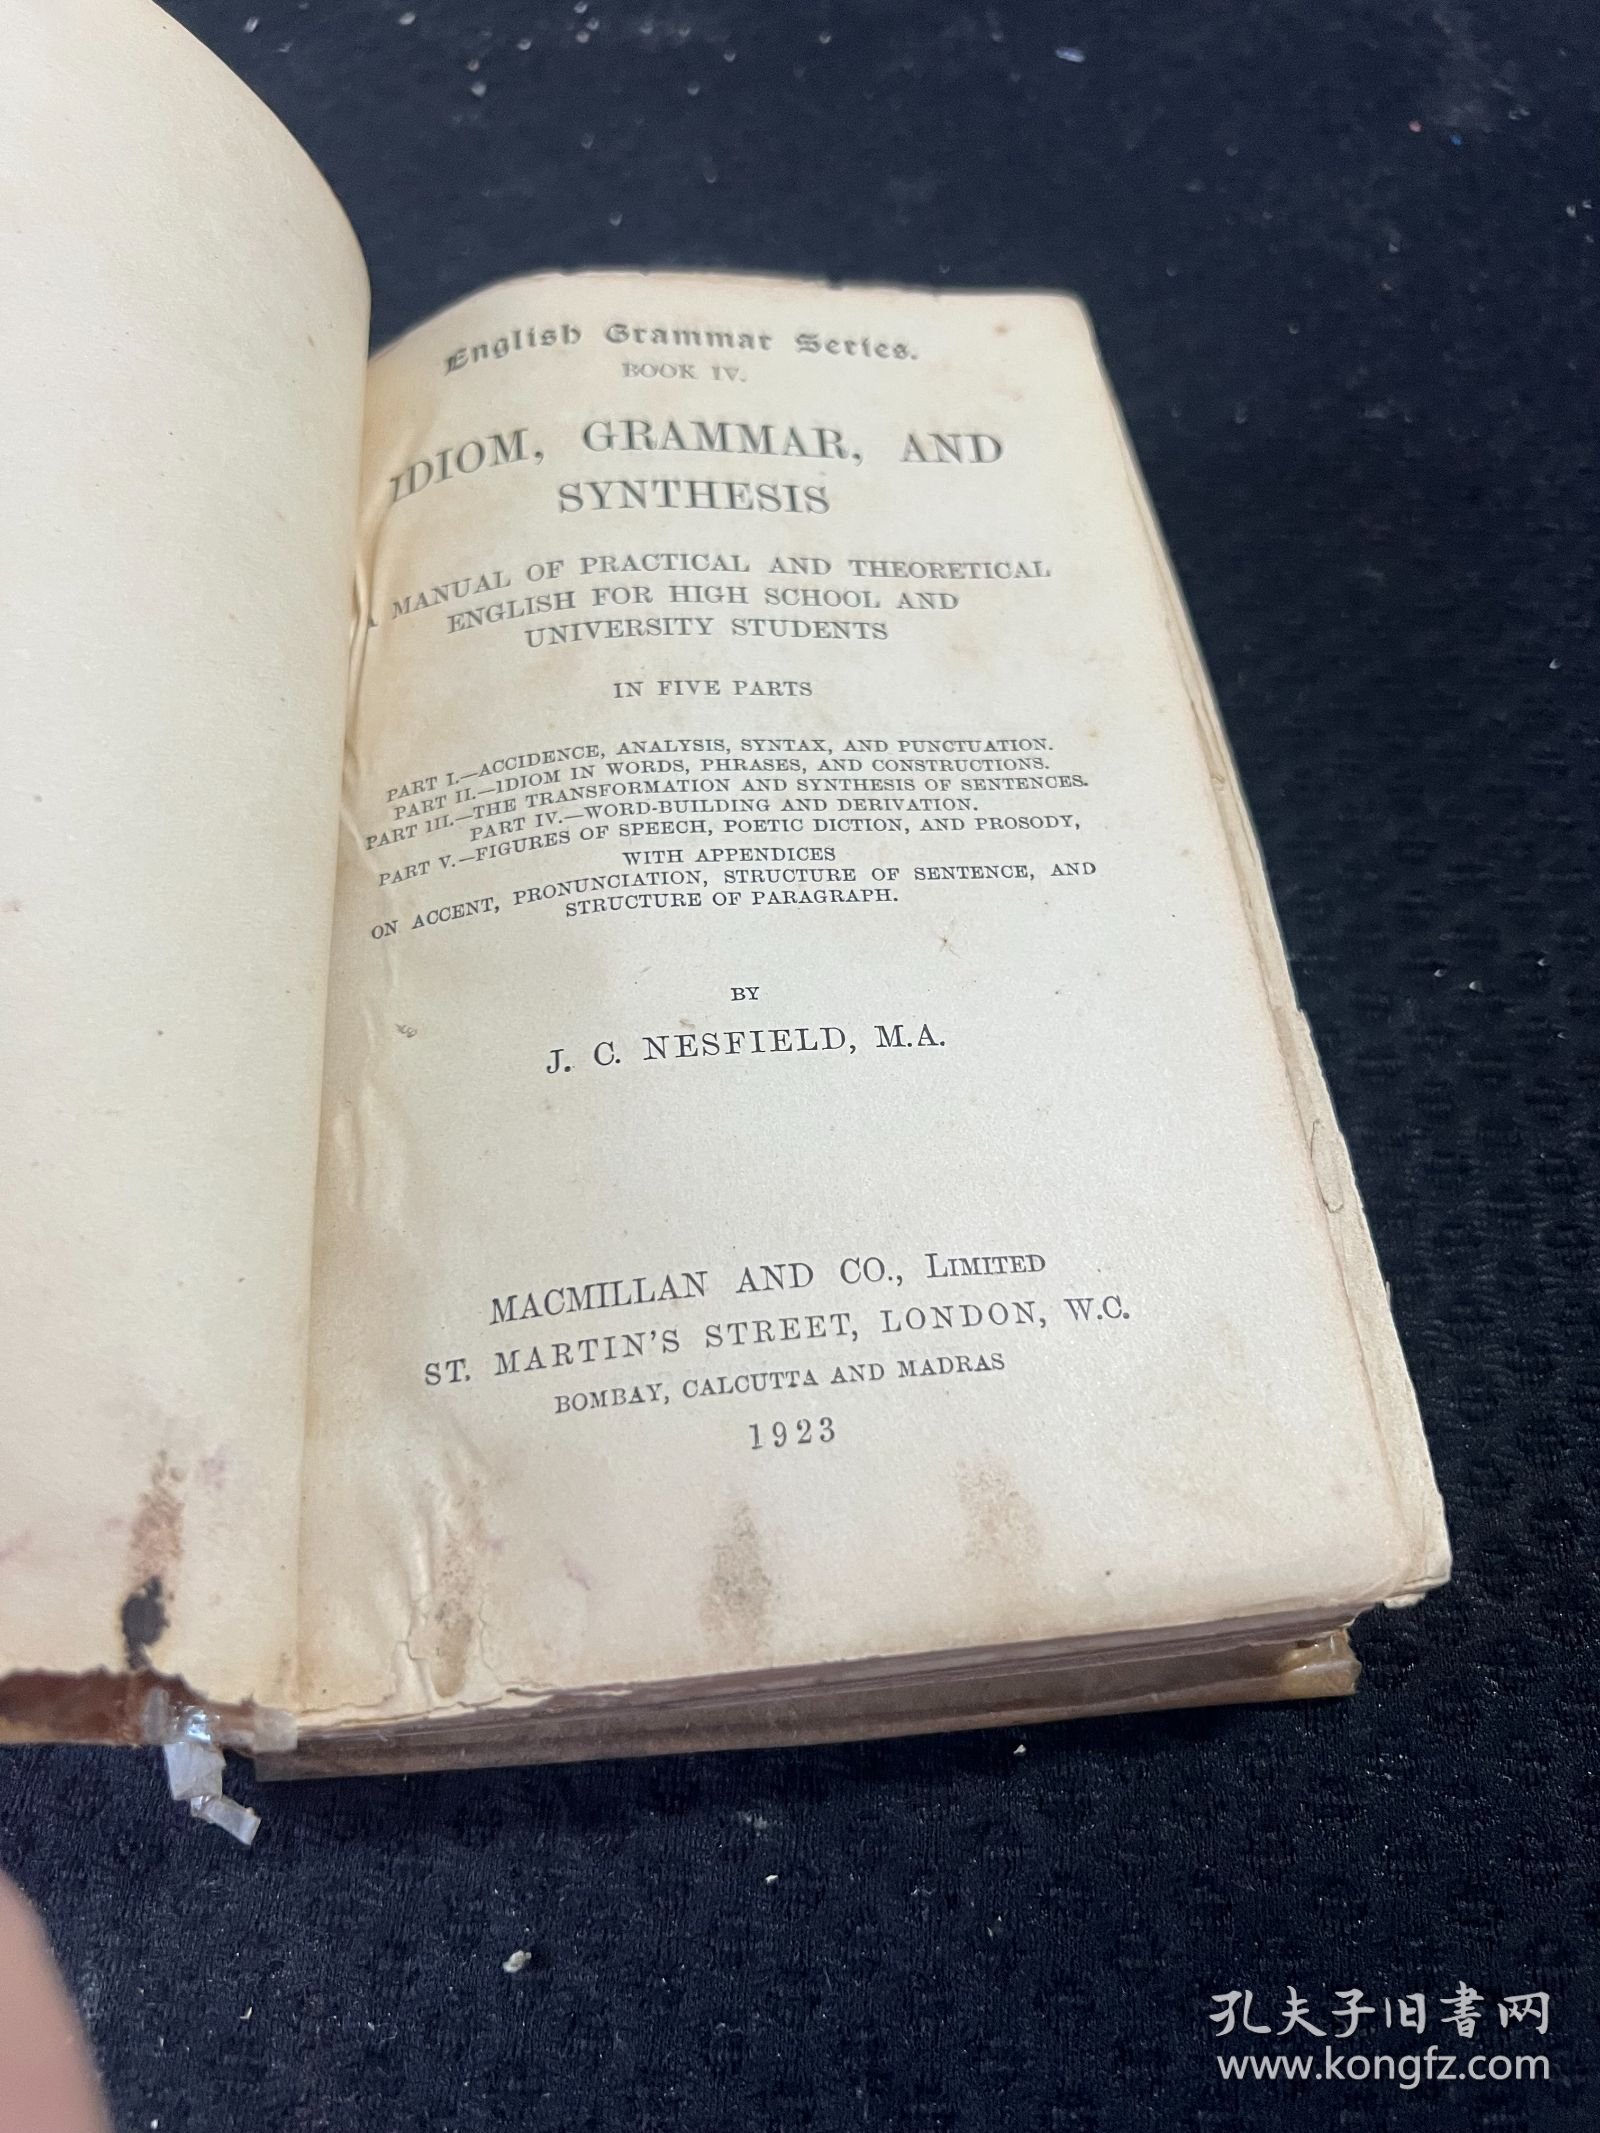 English Grammar Series.
BOOK IV.
IDIOM, GRAMMAR, AND
SYNTHESIS
A MANUAL OF PRACTICAL AND THEORETICAL
ENGLISH FOR HIGH SCHOOL AND
UNIVERSITY STUDENTS
IN FIVE PARTS
PART I.—ACCIDENCE, ANALYSIS, SYNTAX, AND PUNCTUATION.
PART II.—IDIOM IN WORDS, PHRASES, AND CONSTRUCTIONS.
PART III.—THE TRANSFORMATION AND SYNTHESIS OF SENTENCES.
PART IV.—WORD-BUILDING AND DERIVATION.
PART V.—FIGURES OF SPEECH, POETIC DICTION, AND PROSODY,
WITH APPENDICES
ON ACCENT, PRONUNCIATION, STRUCTURE OF SENTENCE, AND
STRUCTURE OF PARAGRAPH.
BY
J. C. NESFIELD, M.A.
MACMILLAN AND CO., LIMITED
ST. MARTIN'S STREET, LONDON, W.C.
BOMBAY, CALCUTTA AND MADRAS
1923
孔夫子旧書网
www.kongfz.com